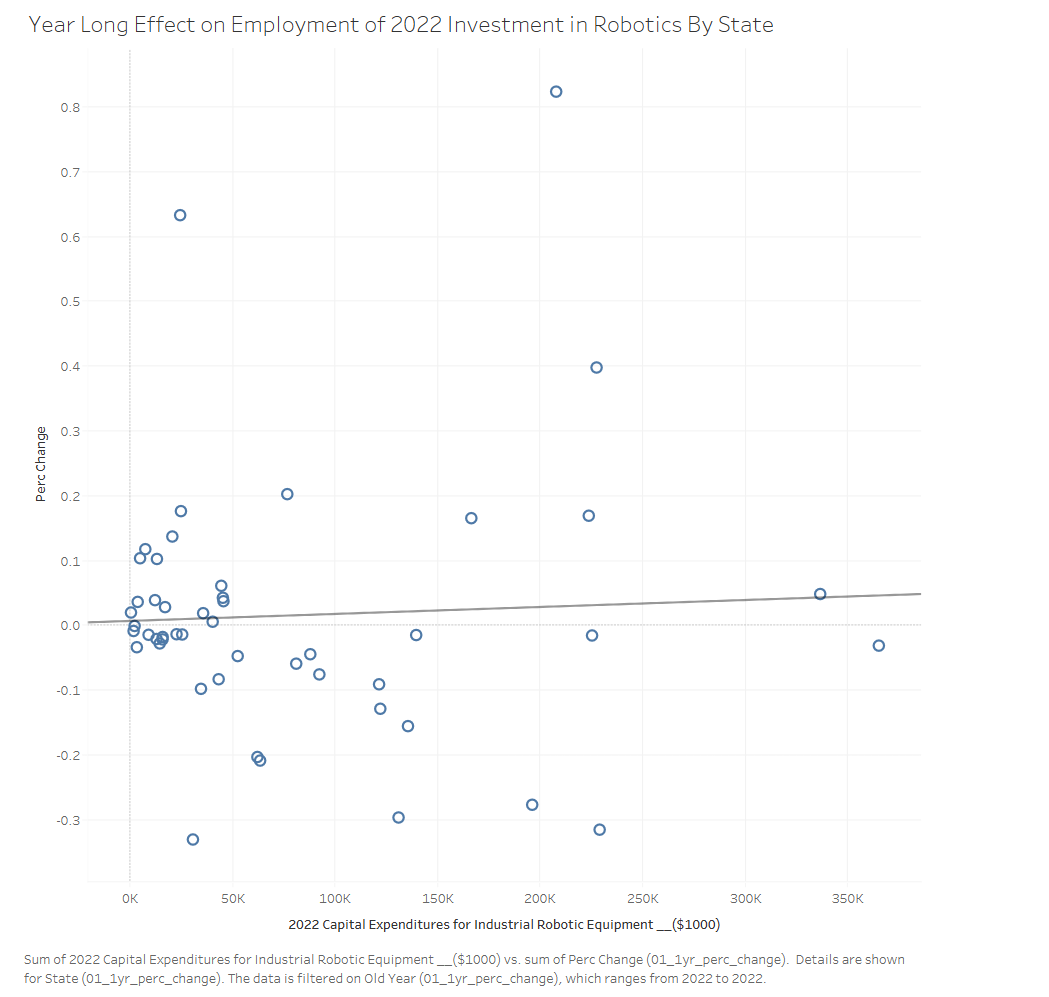 Year Long Effect on Employment of 2022 Investment in Robotics By State
0.8
0.7
0.6
0.5
0.4
0.3
0.2
0.1
0.0
-0.1
-0.2
-0.3
Perc Change
0K 50K 100K 150K 200K 250K 300K 350K
2022 Capital Expenditures for Industrial Robotic Equipment __($1000)
Sum of 2022 Capital Expenditures for Industrial Robotic Equipment __($1000) vs. sum of Perc Change (01_1yr_perc_change). Details are shown
for State (01_1yr_perc_change). The data is filtered on Old Year (01_1yr_perc_change), which ranges from 2022 to 2022.